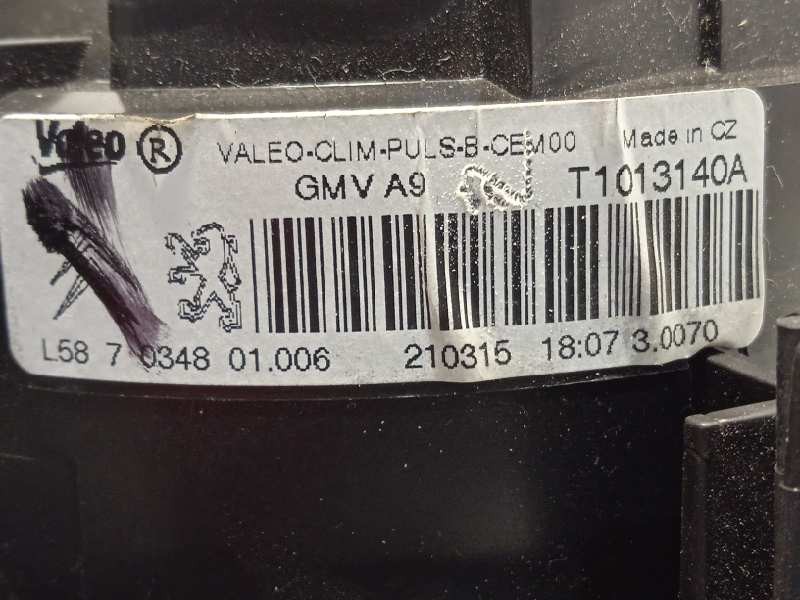 Valeo ® VALEO-CLIM-PULS-B-CEM00 Made in CZ
GMV A9 T1013140A
L58 7 0348 01.006 210315 18:07 3.0070